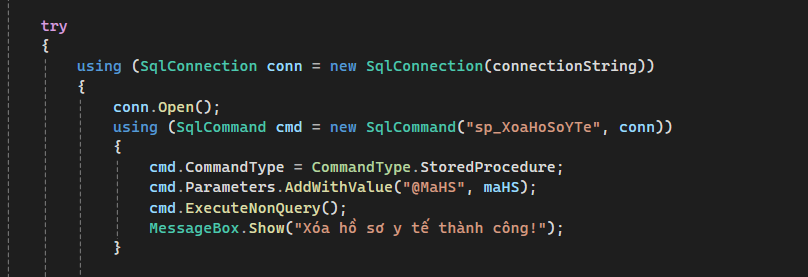 try
{
using (SqlConnection conn = new SqlConnection(connectionString))
{
conn.Open();
using (SqlCommand cmd = new SqlCommand("sp_XoaHoSoYTe", conn))
{
cmd.CommandType = CommandType.StoredProcedure;
cmd.Parameters.AddWithValue("@MaHS", maHS);
cmd.ExecuteNonQuery();
MessageBox.Show("Xóa hồ sơ y tế thành công!");
}